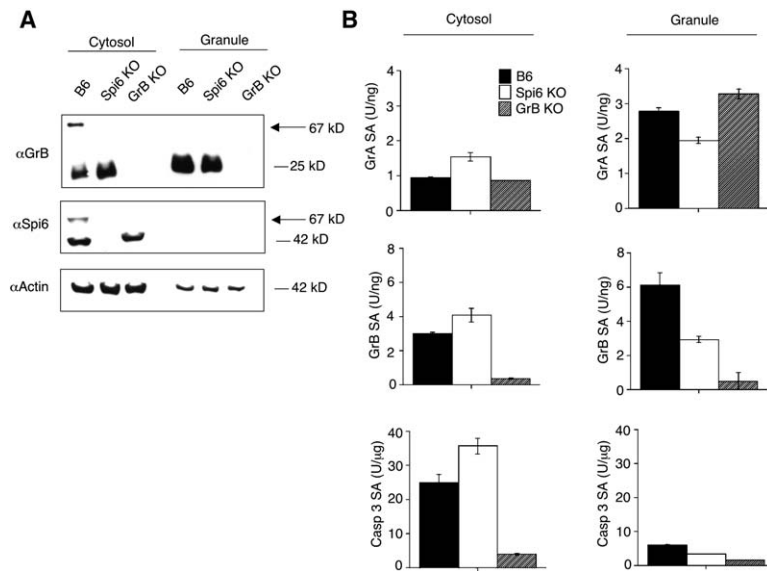 A
Cytosol Granule
B6 Spi6 KO GrB KO B6 Spi6 KO GrB KO
αGrB
67 kD
25 kD
αSpi6
67 kD
42 kD
αActin
42 kD
B
Cytosol Granule
B6
Spi6 KO
GrB KO
GrA SA (U/ng)
4
3
2
1
0
GrA SA (U/ng)
4
3
2
1
0
GrB SA (U/ng)
8
6
4
2
0
GrB SA (U/ng)
8
6
4
2
0
Casp 3 SA (U/μg)
40
30
20
10
0
Casp 3 SA (U/μg)
40
30
20
10
0